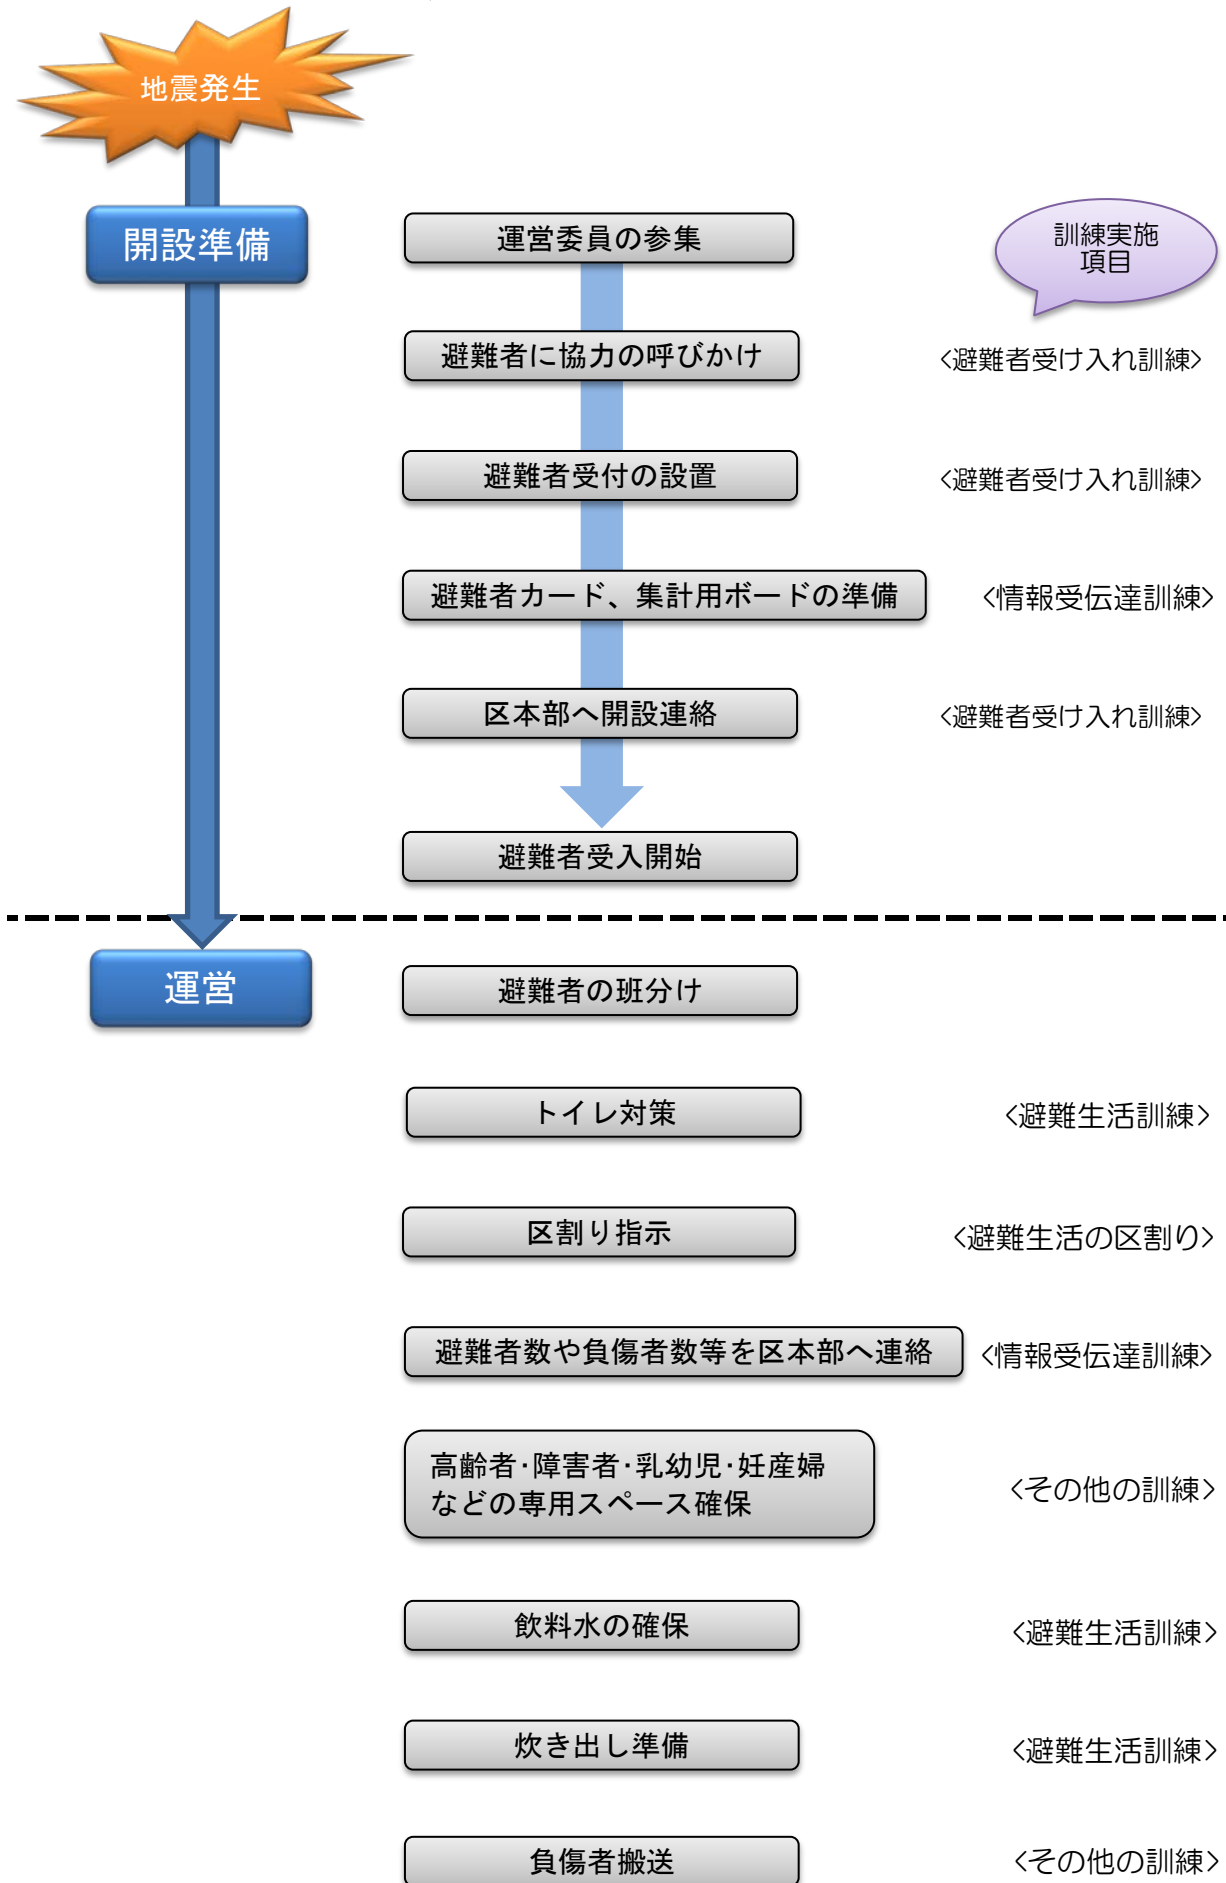 地震発生
開設準備
運営委員の参集
訓練実施
項目
避難者に協力の呼びかけ
<避難者受け入れ訓練>
避難者受付の設置
<避難者受け入れ訓練>
避難者カード、集計用ボードの準備
<情報受伝達訓練>
区本部へ開設連絡
<避難者受け入れ訓練>
避難者受入開始
運営
避難者の班分け
トイレ対策
<避難生活訓練>
区割り指示
<避難生活の区割り>
避難者数や負傷者数等を区本部へ連絡
<情報受伝達訓練>
高齢者・障害者・乳幼児・妊産婦
などの専用スペース確保
<その他の訓練>
飲料水の確保
<避難生活訓練>
炊き出し準備
<避難生活訓練>
負傷者搬送
<その他の訓練>